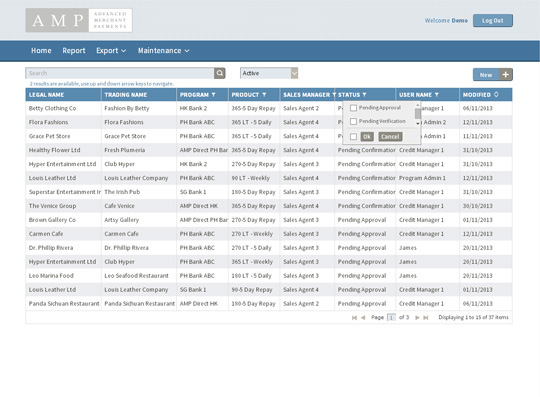 AMP ADVANCED MERCHANT PAYMENTS
Welcome Demo Log Out
Home Report Export Maintenance
Search Active New +
2 results are available, use up and down arrow keys to navigate.
LEGAL NAME TRADING NAME PROGRAM PRODUCT SALES MANAGER STATUS USER NAME MODIFIED
Betty Clothing Co Fashion By Betty HK Bank 2 365-5 Day Repay Sales Agent 2 Pending Approval anager 1 06/11/2013
Flora Fashions Flora Fashions PH Bank ABC 365 LT - 5 Daily Sales Agent 4 P Pending Verification Admin 2 12/11/2013
Grace Pet Store Grace Pet Store PH Bank ABC 365 LT - 5 Daily Sales Agent 4 P Ok Cancel anager 1 11/11/2013
Healthy Flower Ltd Fresh Plumeria AMP Direct PH Bar 365-5 Day Repay Sales Agent 4 Pending Confirmation Credit Manager 1 31/10/2013
Hyper Entertainment Ltd Club Hyper HK Bank 2 270-5 Day Repay Sales Agent 3 Pending Confirmation Credit Manager 1 31/10/2013
Louis Leather Ltd Louis Leather Company PH Bank ABC 90 LT - Weekly Sales Agent 4 Pending Confirmation Program Admin 1 12/11/2013
Superstar Entertainment Ir The Irish Pub SG Bank 1 180-5 Day Repay Sales Agent 3 Pending Confirmation Credit Manager 1 31/10/2013
The Venice Group Cafe Venice AMP Direct HK 365-5 Day Repay Sales Agent 4 Pending Confirmation Credit Manager 1 30/10/2013
Brown Gallery Co Artsy Gallery AMP Direct PH Bar 270-5 Day Repay Sales Agent 3 Pending Approval Credit Manager 1 01/11/2013
Carmen Cafe Carmen Cafe PH Bank ABC 270 LT - Weekly Sales Agent 4 Pending Approval Credit Manager 1 12/11/2013
Dr. Phillip Rivera Dr. Phillip Rivera PH Bank ABC 270 LT - 5 Daily Sales Agent 3 Pending Approval James 20/11/2013
Hyper Entertainment Ltd Club Hyper PH Bank ABC 365 LT - Weekly Sales Agent 3 Pending Approval James 20/11/2013
Leo Marina Food Leo Seafood Restaurant PH Bank ABC 180 LT - 5 Daily Sales Agent 3 Pending Approval James 20/11/2013
Louis Leather Ltd Louis Leather Company SG Bank 1 90-5 Day Repay Sales Agent 4 Pending Approval Credit Manager 1 01/11/2013
Panda Sichuan Restaurant Panda Sichuan Restaurant AMP Direct HK 180-5 Day Repay Sales Agent 2 Pending Approval Credit Manager 1 06/11/2013
Page 1 of 3 Displaying 1 to 15 of 37 items